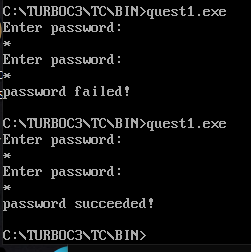 C:\TURBOC3\TC\BIN>quest1.exe
Enter password:
*
Enter password:
*
password failed!
C:\TURBOC3\TC\BIN>quest1.exe
Enter password:
*
Enter password:
*
password succeeded!
C:\TURBOC3\TC\BIN>